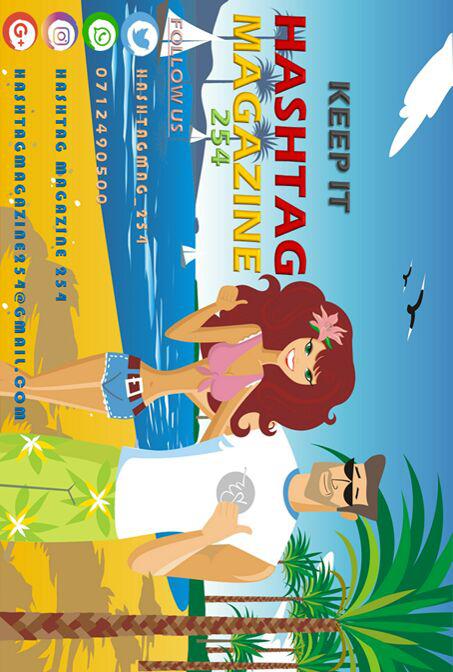 KEEP IT
HASHTAG
MAGAZINE
254
FOLLOW US
HASHTAGMAG_254
0712490500
HASHTAG MAGAZINE 254
G+ HASHTAGMAGAZINE254@GMAIL.COM